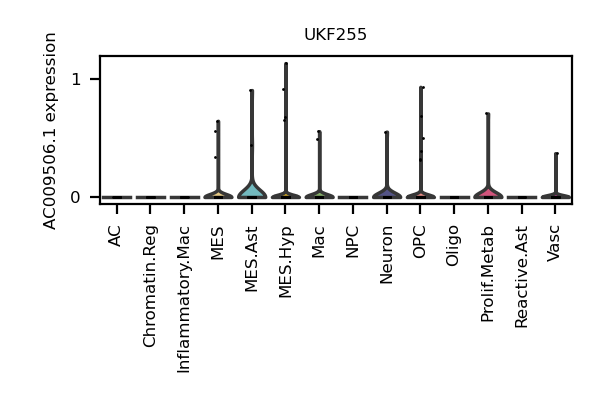 UKF255
AC009506.1 expression
1
0
AC
Chromatin.Reg
Inflammatory.Mac
MES
MES.Ast
MES.Hyp
Mac
NPC
Neuron
OPC
Oligo
Prolif.Metab
Reactive.Ast
Vasc